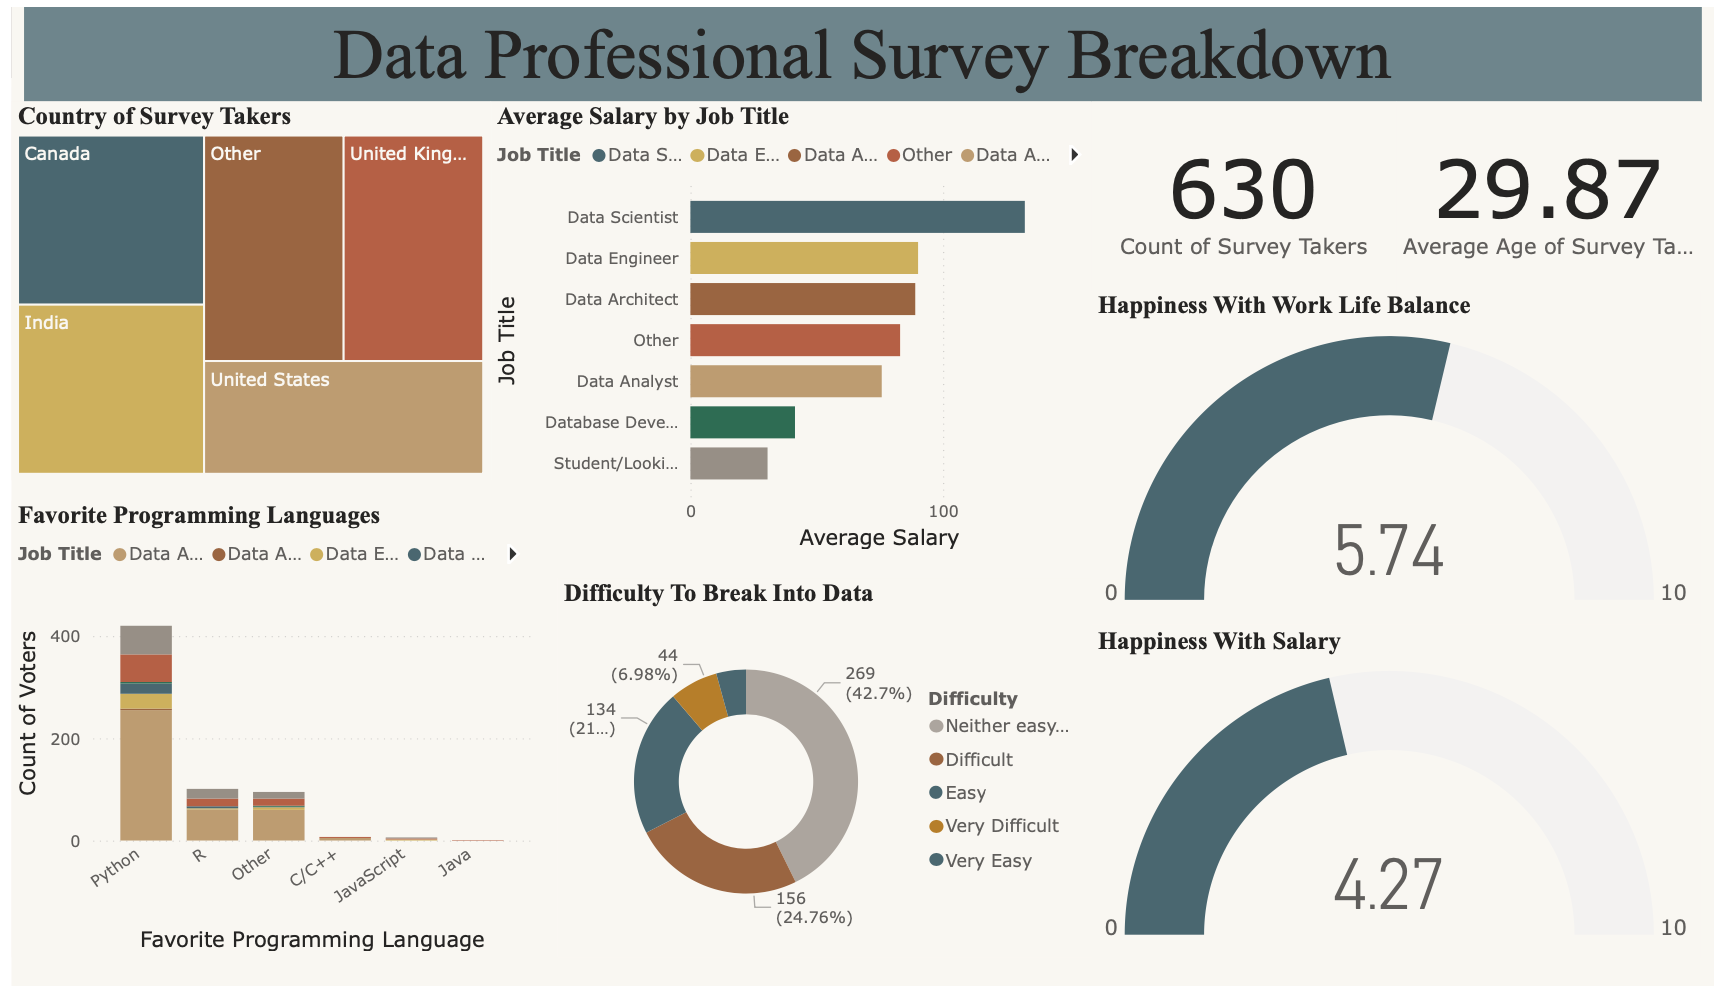 Data Professional Survey Breakdown
Country of Survey Takers
Canada
Other
United King...
India
United States
Average Salary by Job Title
Job Title
Data S...
Data E...
Data A...
Other
Data A...
Job Title
Data Scientist
Data Engineer
Data Architect
Other
Data Analyst
Database Deve...
Student/Looki...
0
100
Average Salary
630
Count of Survey Takers
29.87
Average Age of Survey Ta...
Happiness With Work Life Balance
5.74
0
10
Happiness With Salary
4.27
0
10
Favorite Programming Languages
Job Title
Data A...
Data A...
Data E...
Data ...
Count of Voters
400
200
0
Python
R
Other
C/C++
JavaScript
Java
Favorite Programming Language
Difficulty To Break Into Data
44
(6.98%)
269
(42.7%)
134
(21...)
156
(24.76%)
Difficulty
Neither easy...
Difficult
Easy
Very Difficult
Very Easy